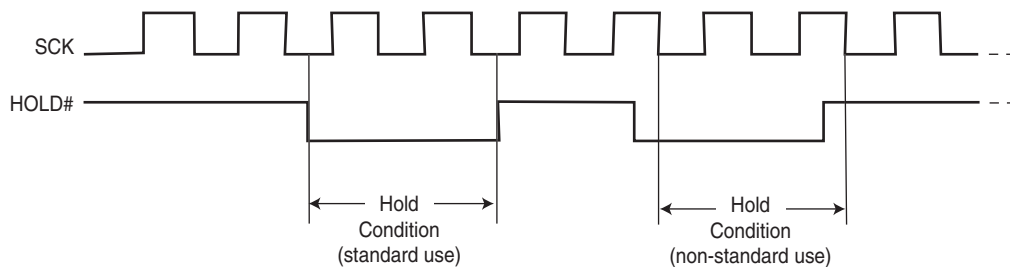 SCK
HOLD#
Hold
Condition
(standard use)
Hold
Condition
(non-standard use)